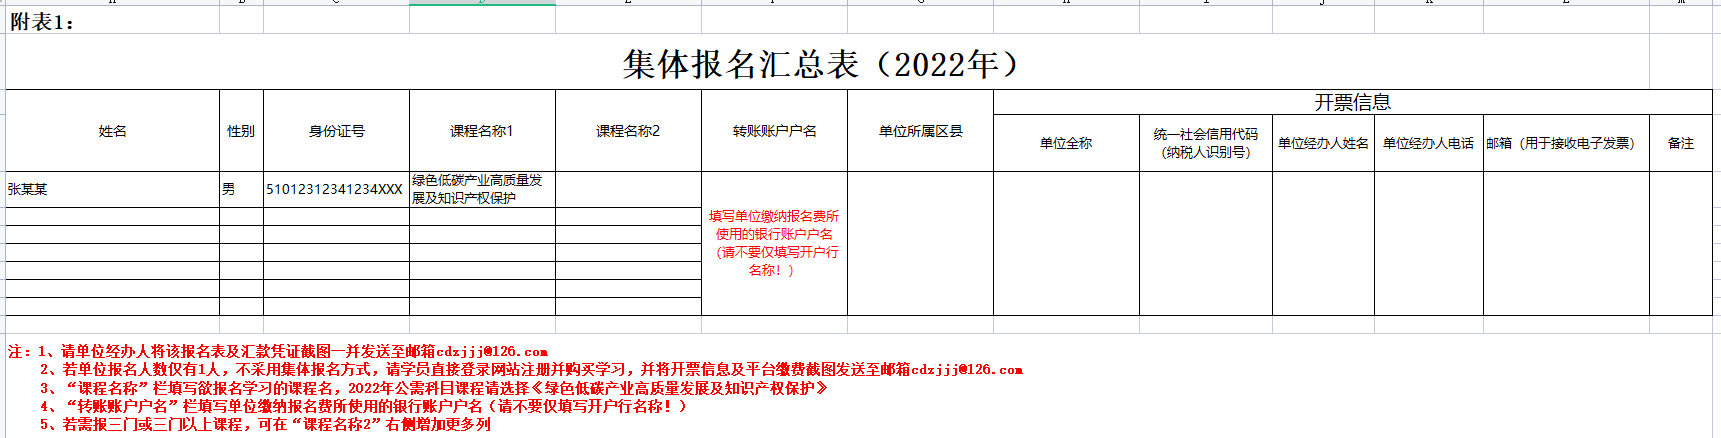 附表1：
集体报名汇总表（2022年）
姓名 性别 身份证号 课程名称1 课程名称2 转账账户户名 单位所属区县 开票信息
单位全称 统一社会信用代码（纳税人识别号） 单位经办人姓名 单位经办人电话 邮箱（用于接收电子发票） 备注
张某某 男 51012312341234XXX 绿色低碳产业高质量发
展及知识产权保护
填写单位缴纳报名费所
使用的银行账户户名
（请不要仅填写开户行
名称！）
注：1、请单位经办人将该报名表及汇款凭证截图一并发送至邮箱cdzjjj@126.com
2、若单位报名人数仅有1人，不采用集体报名方式，请学员直接登录网站注册并购买学习，并将开票信息及平台缴费截图发送至邮箱cdzjjj@126.com
3、“课程名称”栏填写欲报名学习的课程名，2022年公需科目课程请选择《绿色低碳产业高质量发展及知识产权保护》
4、“转账账户户名”栏填写单位缴纳报名费所使用的银行账户户名（请不要仅填写开户行名称！）
5、若需报三门或三门以上课程，可在“课程名称2”右侧增加更多列